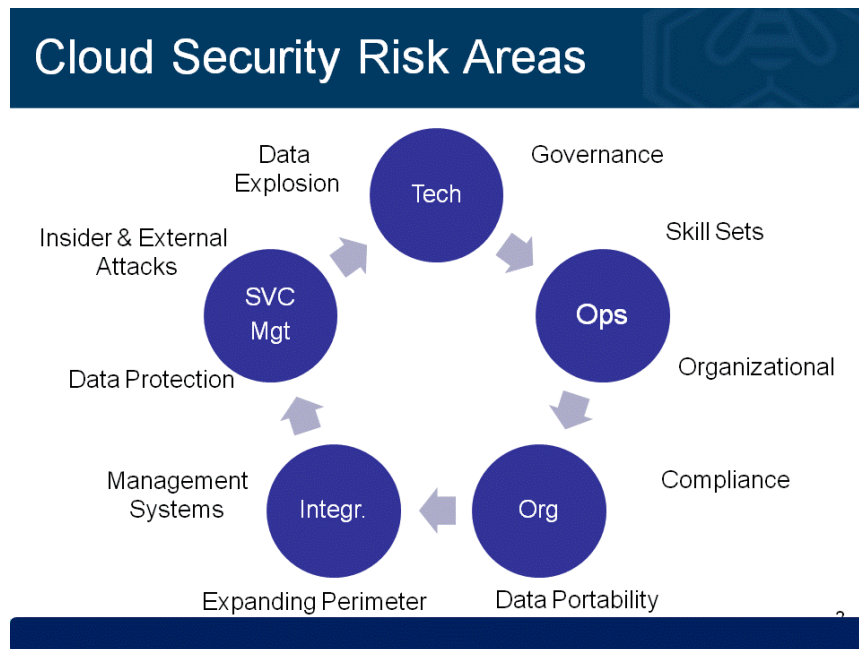 Cloud Security Risk Areas
Data
Explosion
Tech
Governance
Insider & External
Attacks
Skill Sets
SVC
Mgt
Ops
Data Protection
Organizational
Management
Systems
Integr.
Org
Compliance
Expanding Perimeter
Data Portability